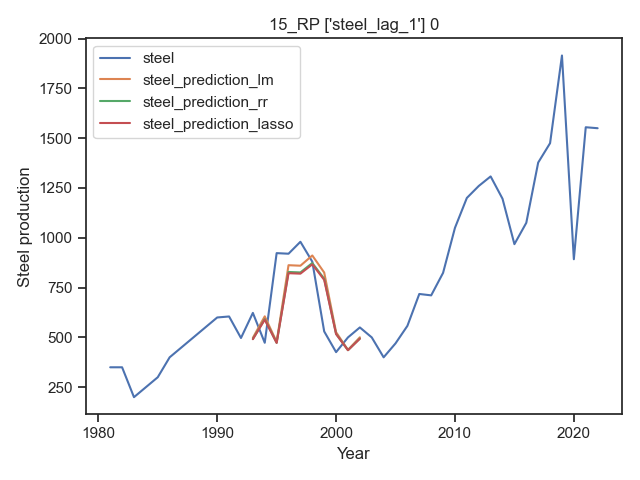 15_RP ['steel_lag_1'] 0
steel
steel_prediction_lm
steel_prediction_rr
steel_prediction_lasso
Steel production
2000
1750
1500
1250
1000
750
500
250
1980
1990
2000
2010
2020
Year